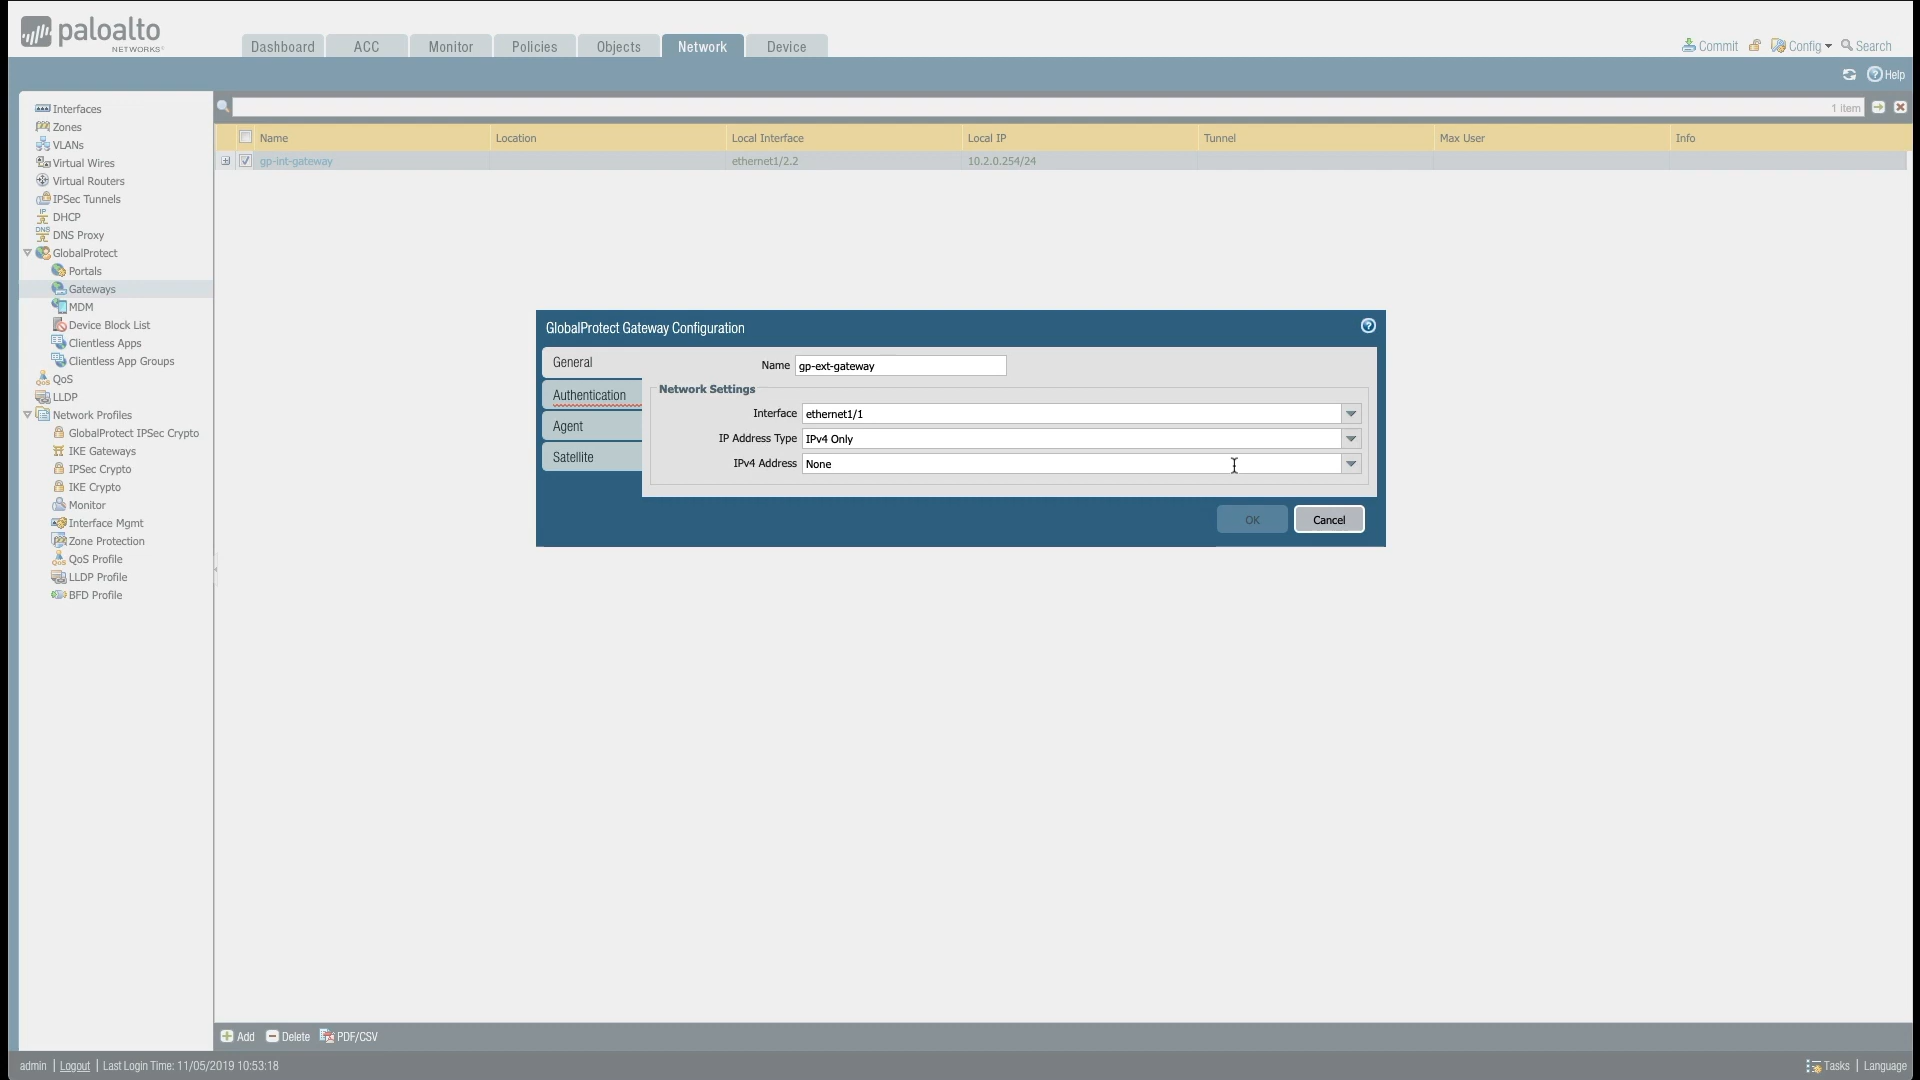 paloalto
NETWORKS
Dashboard ACC Monitor Policies Objects Network Device
Commit Config Search
Help
1 item
Interfaces
Zones
VLANs
Virtual Wires
Virtual Routers
IPSec Tunnels
DHCP
DNS Proxy
GlobalProtect
Portals
Gateways
MDM
Device Block List
Clientless Apps
Clientless App Groups
QoS
LLDP
Network Profiles
GlobalProtect IPSec Crypto
IKE Gateways
IPSec Crypto
IKE Crypto
Monitor
Interface Mgmt
Zone Protection
QoS Profile
LLDP Profile
BFD Profile
Name Location Local Interface Local IP Tunnel Max User Info
gp-int-gateway ethernet1/2.2 10.2.0.254/24
GlobalProtect Gateway Configuration
General
Authentication
Agent
Satellite
Name gp-ext-gateway
Network Settings
Interface ethernet1/1
IP Address Type IPv4 Only
IPv4 Address None
OK Cancel
Add Delete PDF/CSV
admin | Logout | Last Login Time: 11/05/2019 10:53:18
Tasks | Language